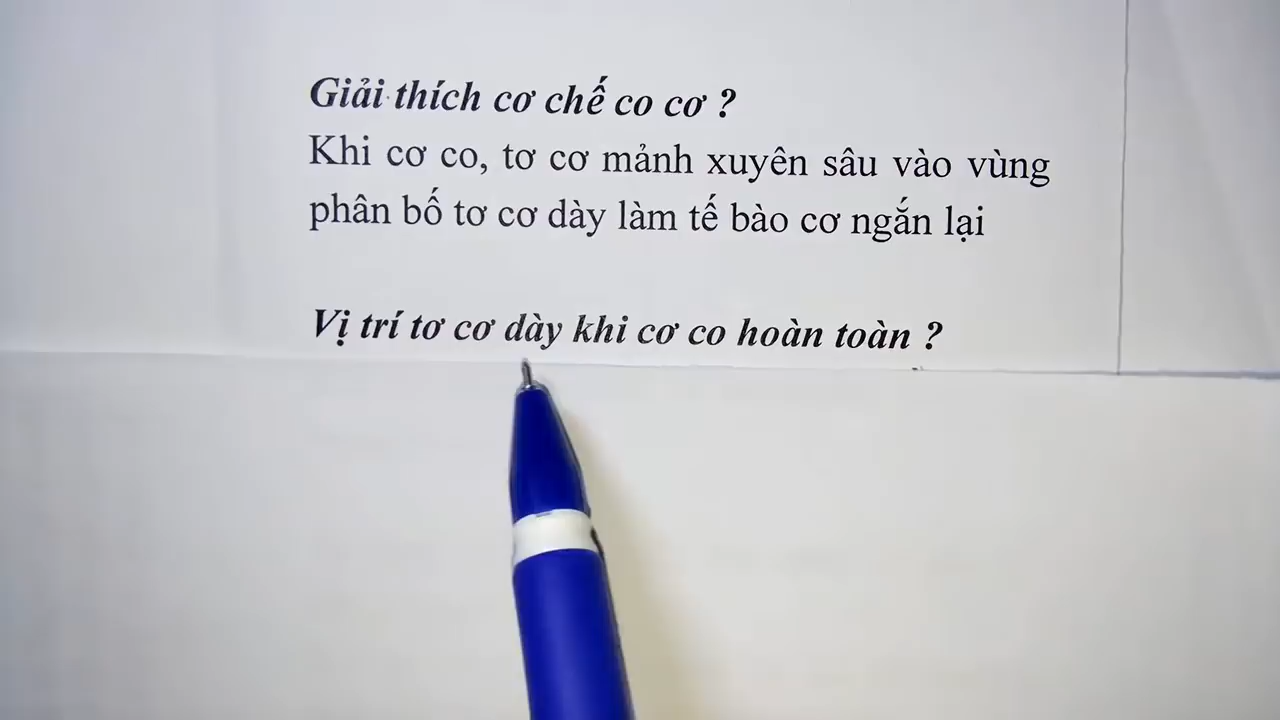 Giải thích cơ chế co cơ ?
Khi cơ co, tơ cơ mảnh xuyên sâu vào vùng
phân bố tơ cơ dày làm tế bào cơ ngắn lại
Vị trí tơ cơ dày khi cơ co hoàn toàn ?